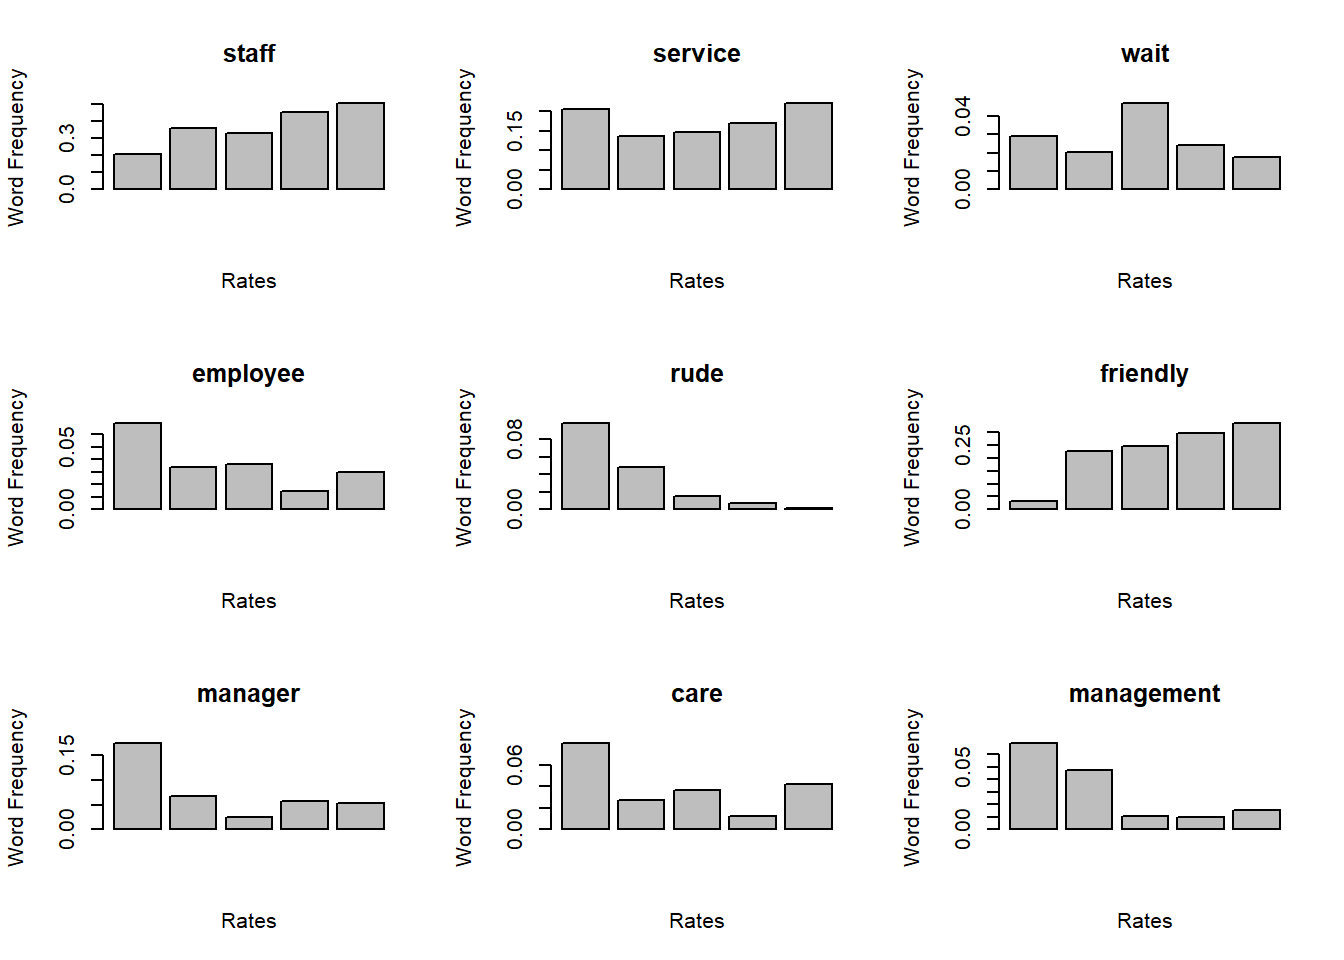 staff
Word Frequency
0.0 0.3
Rates
service
Word Frequency
0.00 0.15
Rates
wait
Word Frequency
0.00 0.04
Rates
employee
Word Frequency
0.00 0.05
Rates
rude
Word Frequency
0.00 0.08
Rates
friendly
Word Frequency
0.00 0.25
Rates
manager
Word Frequency
0.00 0.15
Rates
care
Word Frequency
0.00 0.06
Rates
management
Word Frequency
0.00 0.05
Rates